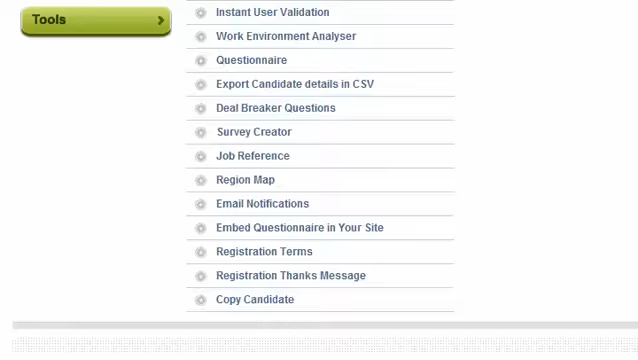 Tools
Instant User Validation
Work Environment Analyser
Questionnaire
Export Candidate details in CSV
Deal Breaker Questions
Survey Creator
Job Reference
Region Map
Email Notifications
Embed Questionnaire in Your Site
Registration Terms
Registration Thanks Message
Copy Candidate